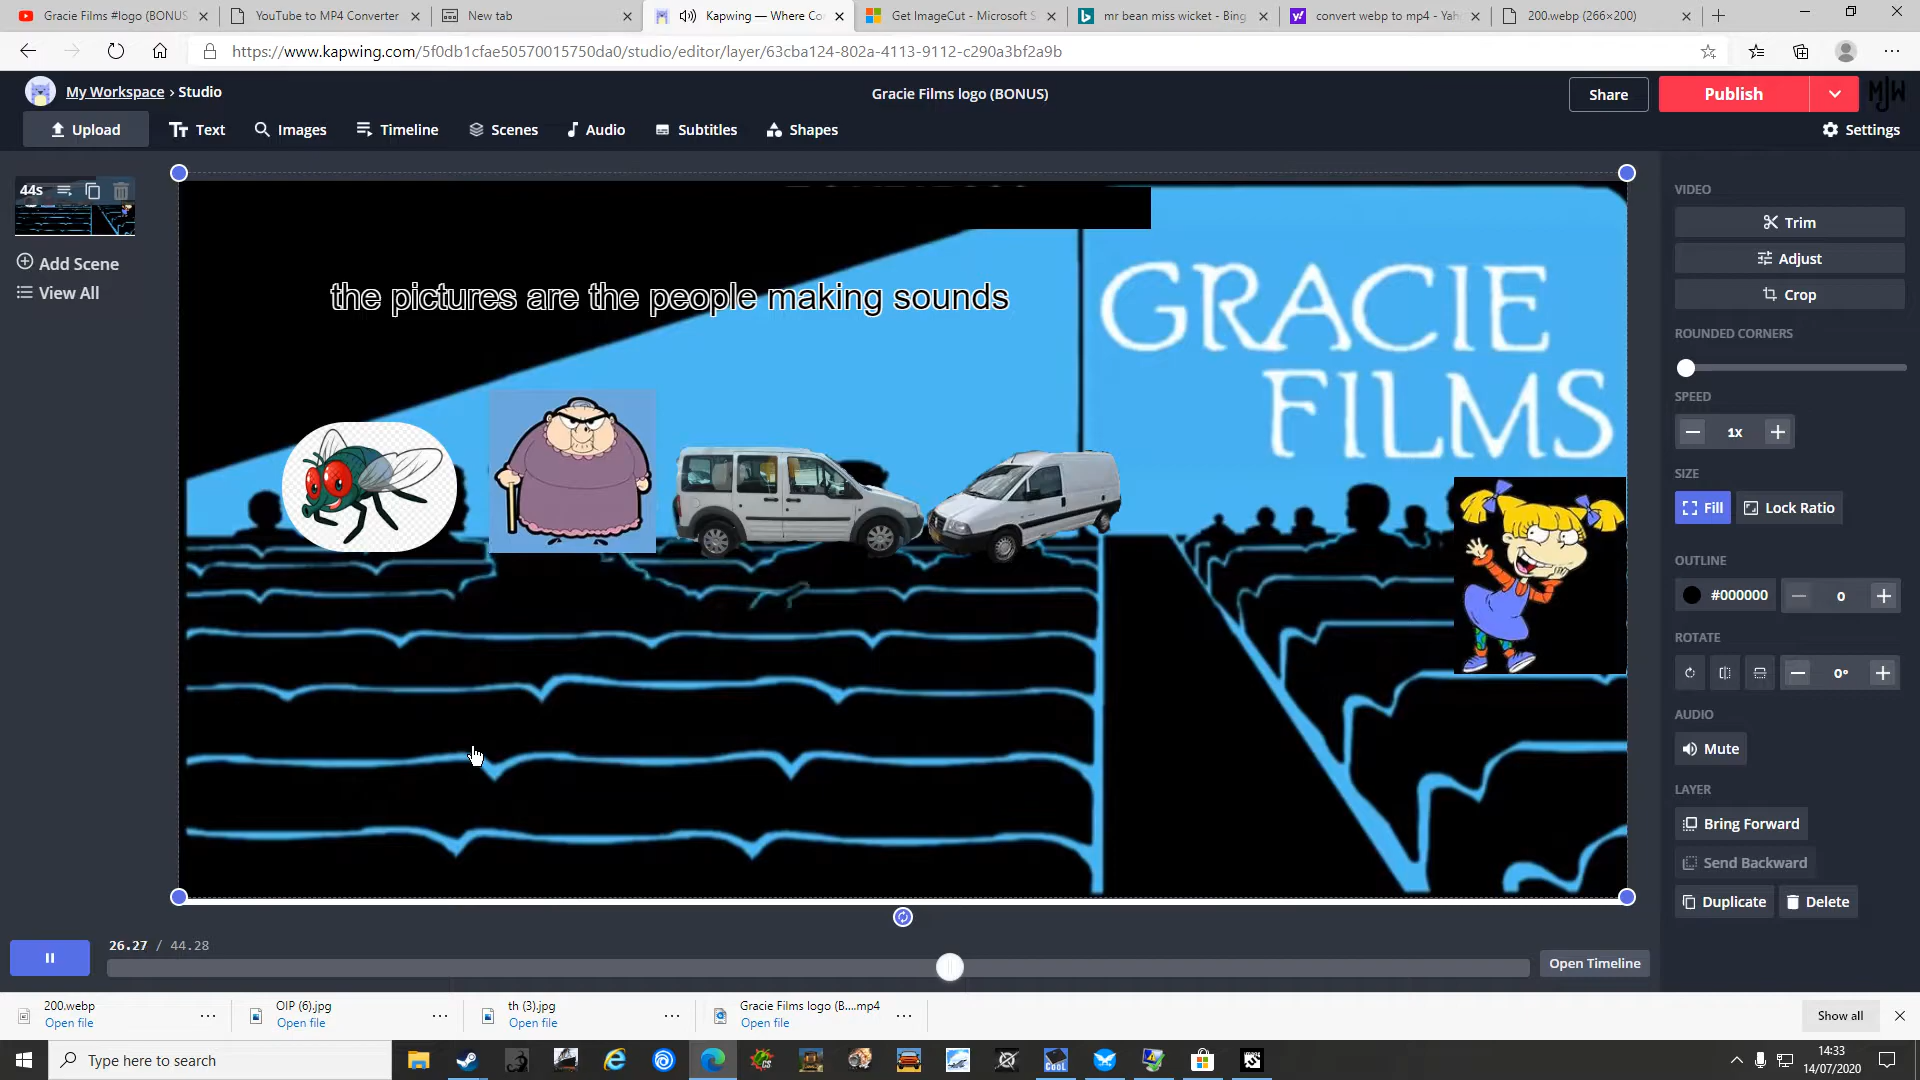 Gracie Films #logo (BONUS
YouTube to MP4 Converter
New tab
Kapwing — Where Co
Get ImageCut - Microsoft S
mr bean miss wicket - Bing
convert webp to mp4 - Yah
200.webp (266×200)
https://www.kapwing.com/5f0db1cfae50570015750da0/studio/editor/layer/63cba124-802a-4113-9112-c290a3bf2a9b
My Workspace › Studio
Gracie Films logo (BONUS)
Share
Publish
MJW
Upload
Text
Images
Timeline
Scenes
Audio
Subtitles
Shapes
Settings
44s
Add Scene
View All
the pictures are the people making sounds
GRACIE
FILMS
VIDEO
Trim
Adjust
Crop
ROUNDED CORNERS
SPEED
1x
SIZE
Fill
Lock Ratio
OUTLINE
#000000
0
ROTATE
0°
AUDIO
Mute
LAYER
Bring Forward
Send Backward
Duplicate
Delete
26.27 / 44.28
Open Timeline
200.webp
Open file
OIP (6).jpg
Open file
th (3).jpg
Open file
Gracie Films logo (B....mp4
Open file
Show all
Type here to search
14:33
14/07/2020